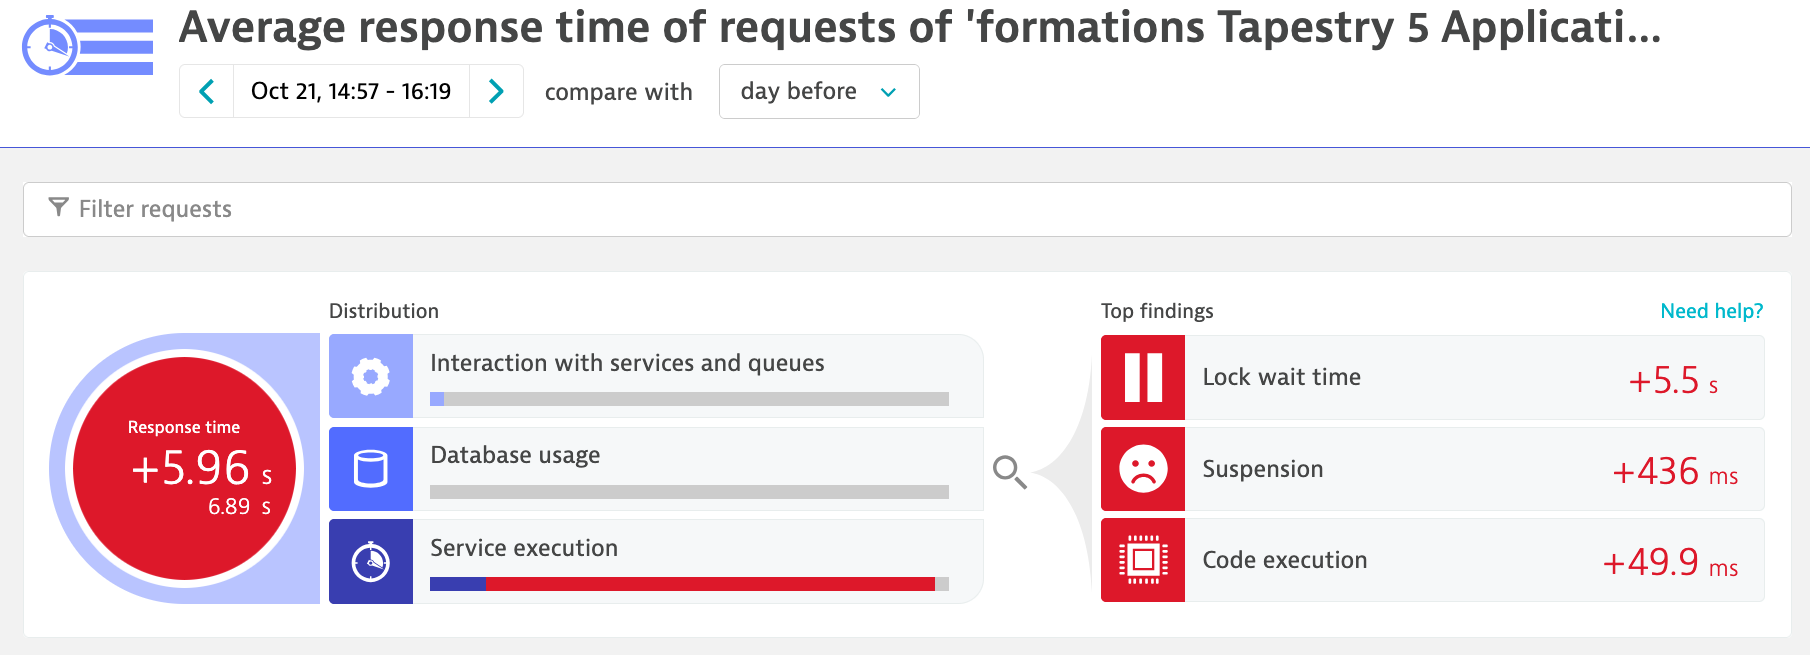 Average response time of requests of 'formations Tapestry 5 Applicati...
Oct 21, 14:57 - 16:19
compare with
day before
Filter requests
Response time
+5.96 s
6.89 s
Distribution
Interaction with services and queues
Database usage
Service execution
Top findings
Need help?
Lock wait time
+5.5 s
Suspension
+436 ms
Code execution
+49.9 ms